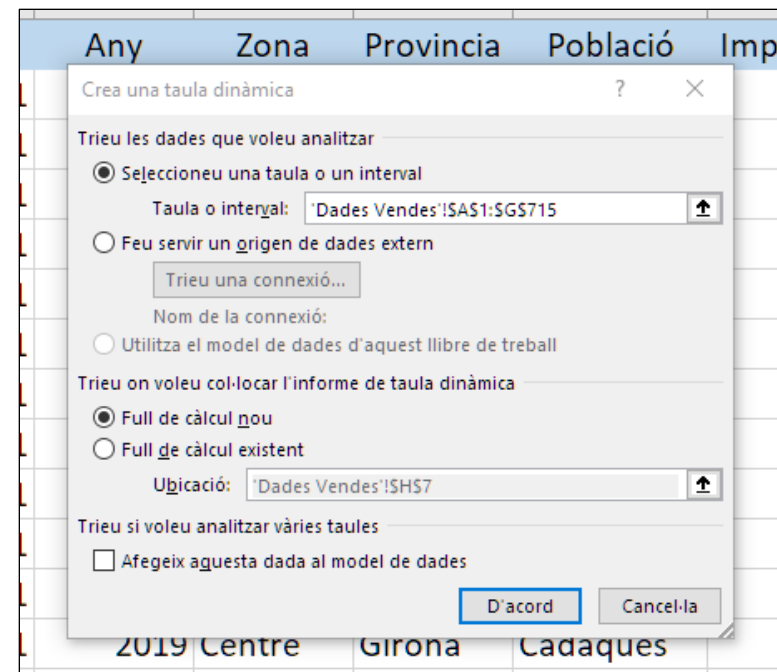 Any Zona Provincia Població Imp
Crea una taula dinàmica ?
Trieu les dades que voleu analitzar
Seleccioneu una taula o un interval
Taula o interval: 'Dades Vendes'!$A$1:$G$715
Feu servir un origen de dades extern
Trieu una connexió...
Nom de la connexió:
Utilitza el model de dades d'aquest llibre de treball
Trieu on voleu col·locar l'informe de taula dinàmica
Full de càlcul nou
Full de càlcul existent
Ubicació: 'Dades Vendes'!$H$7
Trieu si voleu analitzar vàries taules
Afegeix aquesta dada al model de dades
D'acord Cancel·la
2019 Centre Girona Cadaques